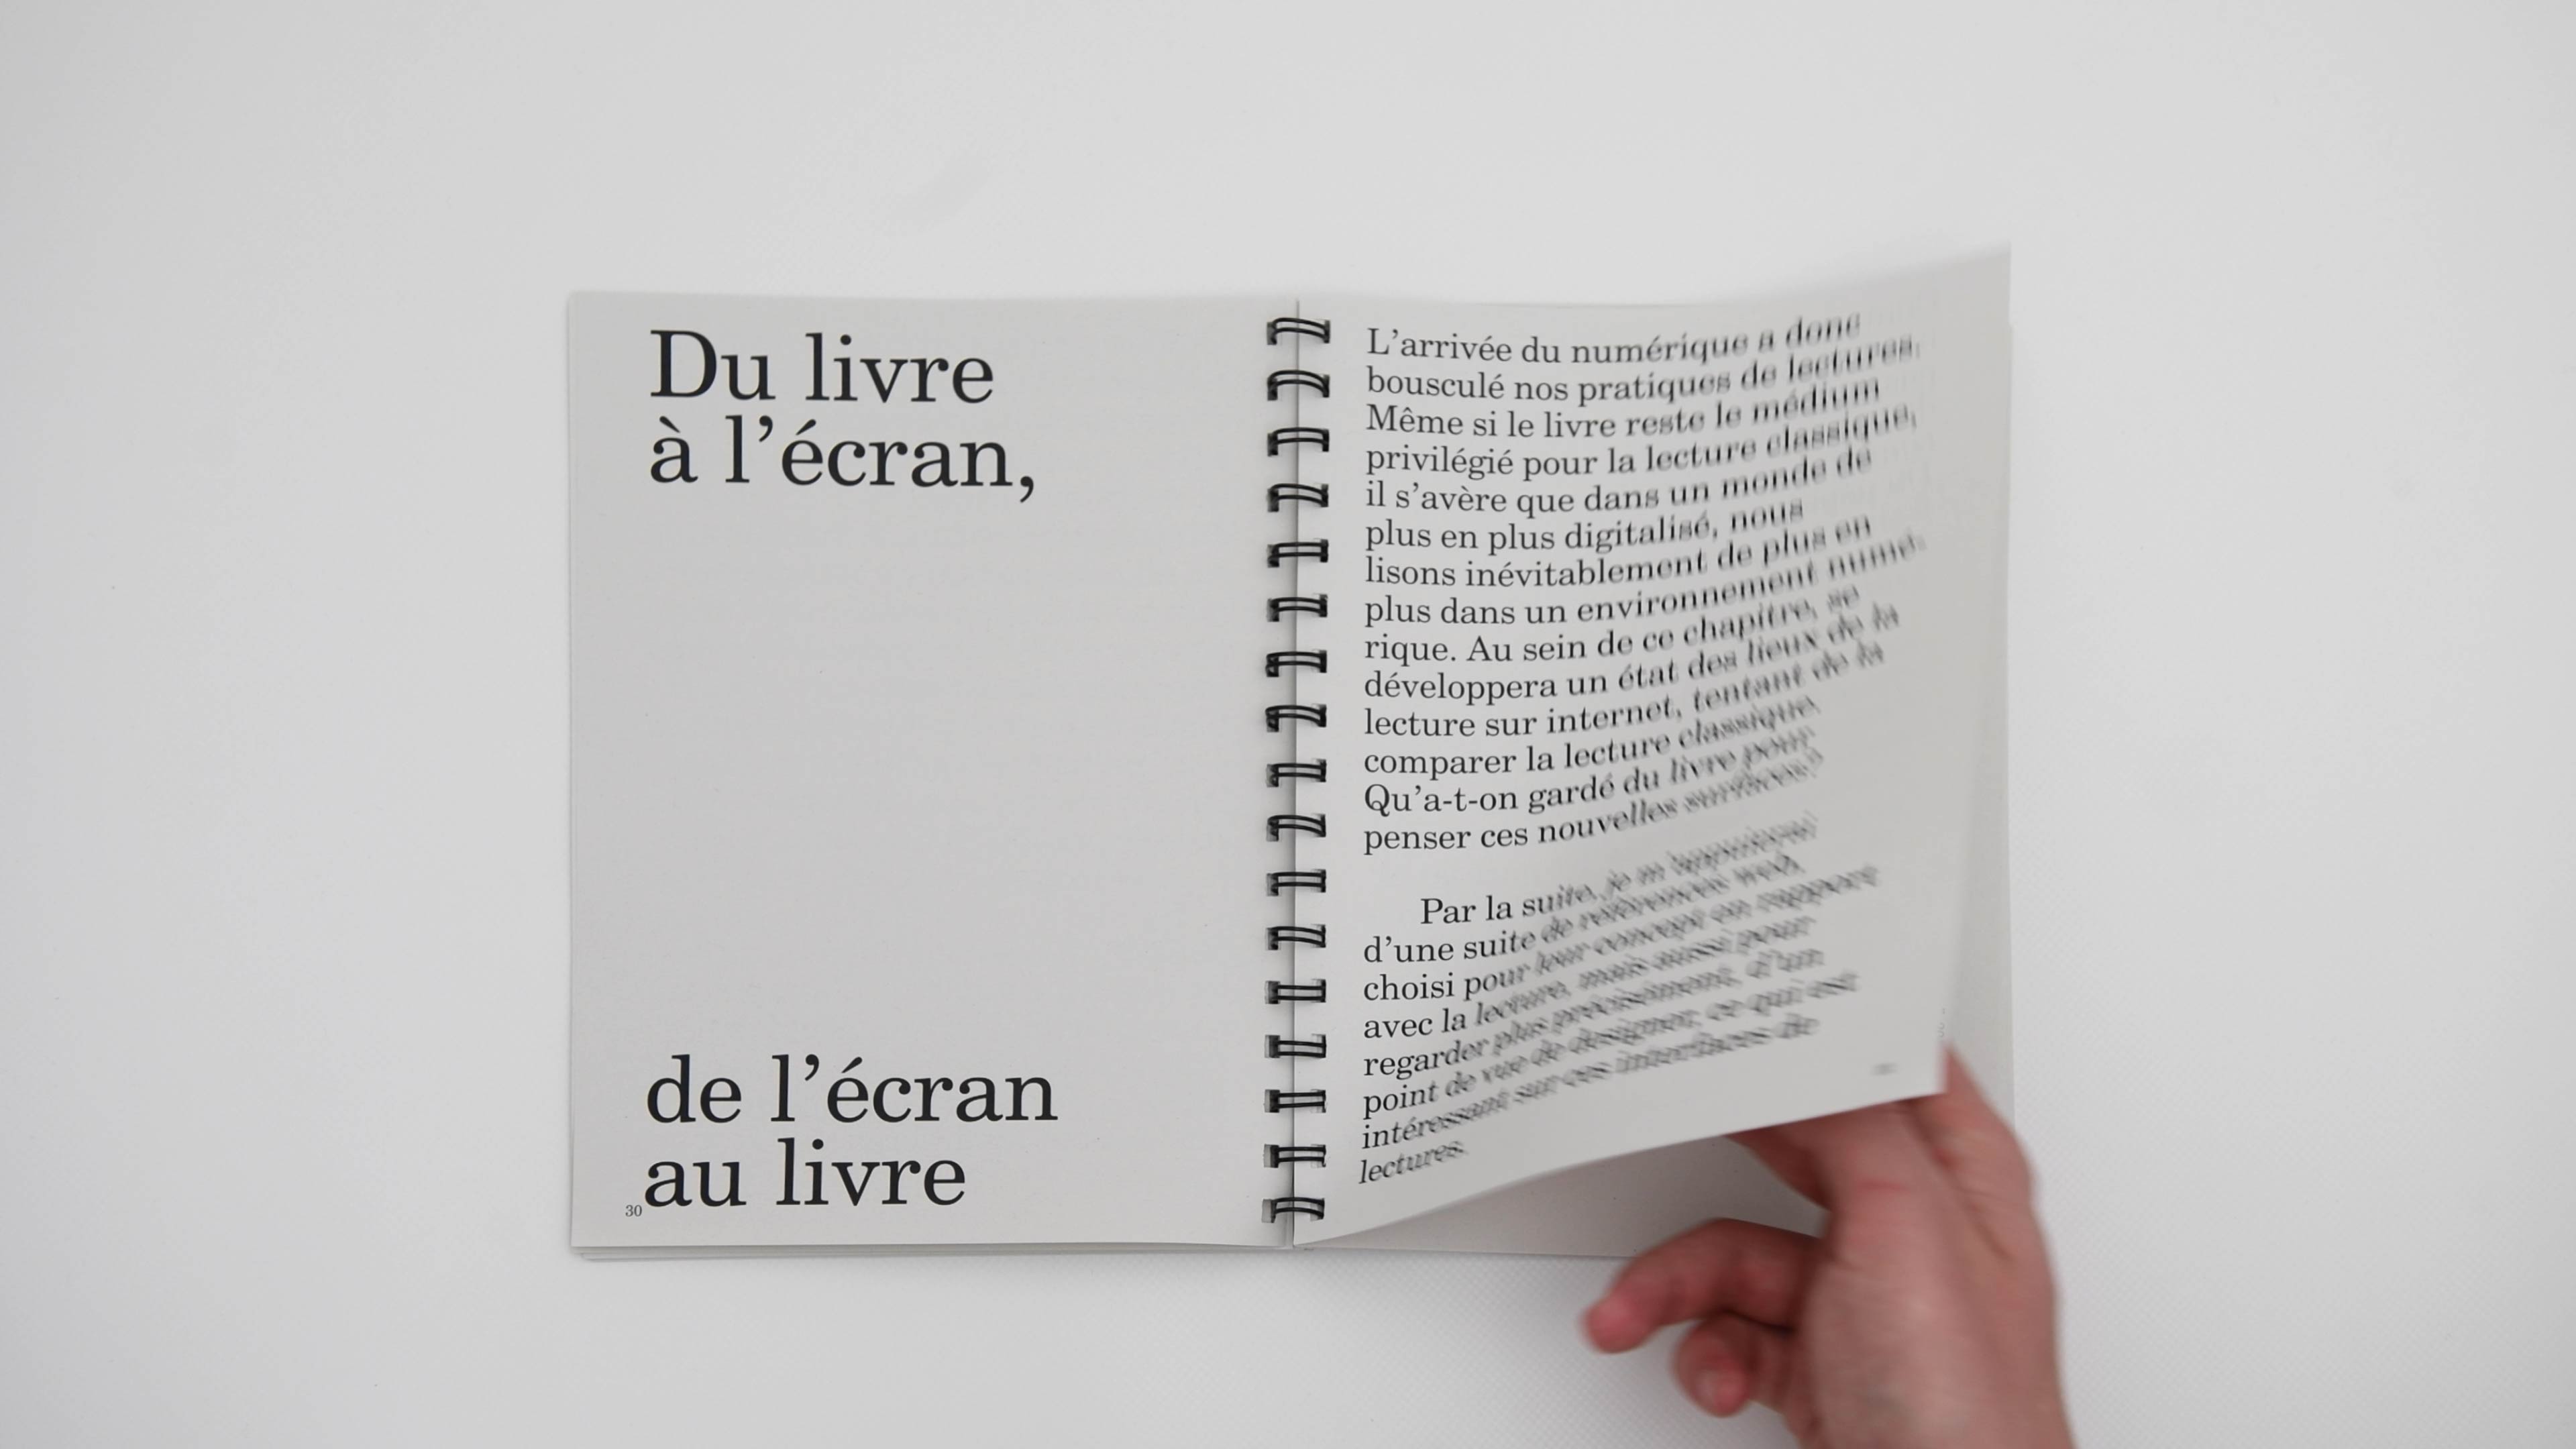 Du livre
à l’écran,
de l’écran
au livre
30
L’arrivée du numérique a donc
bousculé nos pratiques de lectures.
Même si le livre reste le médium
privilégié pour la lecture classique,
il s’avère que dans un monde de
plus en plus digitalisé, nous
lisons inévitablement de plus en
plus dans un environnement numé-
rique. Au sein de ce chapitre, se
développera un état des lieux de la
lecture sur internet, tentant de la
comparer la lecture classique.
Qu’a-t-on gardé du livre pour
penser ces nouvelles surfaces?
Par la suite, je m’appuierai
d’une suite de références web,
choisi pour leur concept en rapport
avec la lecture, mais aussi pour
regarder plus précisément, d’un
point de vue de designer, ce qui est
intéressant sur ces interfaces de
lectures.